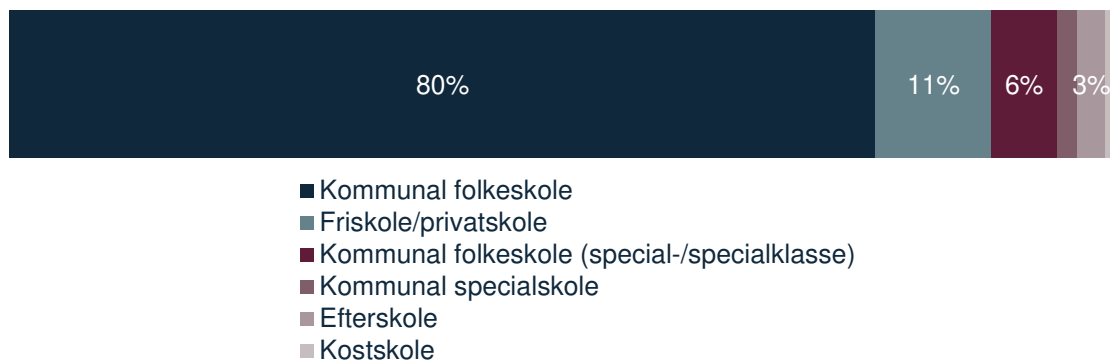 80% 11% 6% 3%
Kommunal folkeskole
Friskole/privatskole
Kommunal folkeskole (special-/specialklasse)
Kommunal specialskole
Efterskole
Kostskole